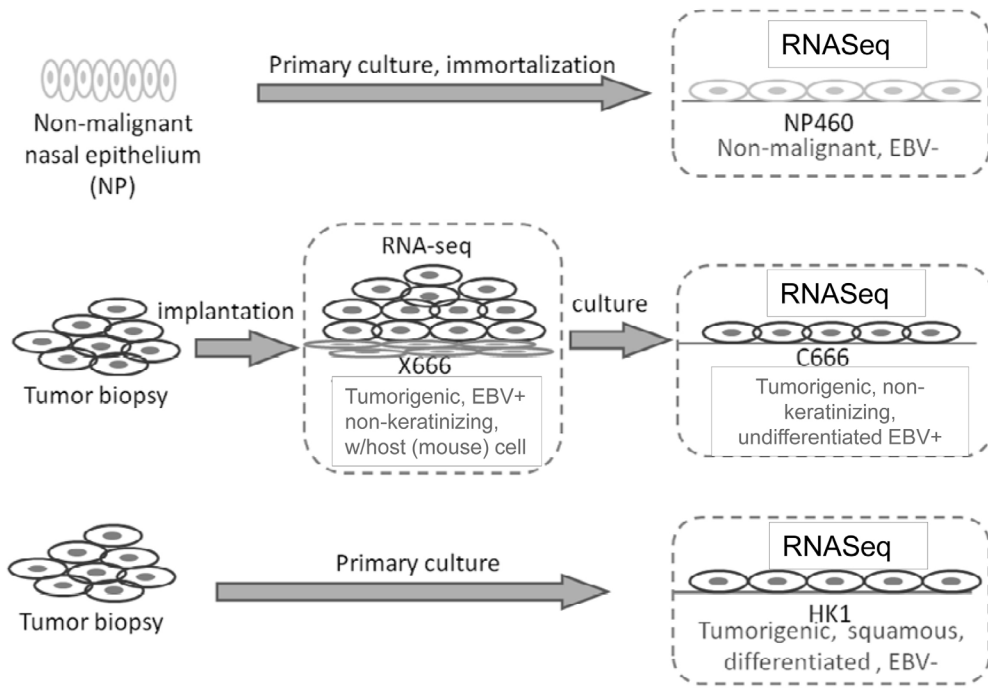 RNASeq
Primary culture, immortalization
Non-malignant
nasal epithelium
(NP)
NP460
Non-malignant, EBV-
RNA-seq
implantation
culture
RNASeq
Tumor biopsy
X666
Tumorigenic, EBV+
non-keratinizing,
w/host (mouse) cell
C666
Tumorigenic, non-
keratinizing,
undifferentiated EBV+
RNASeq
Primary culture
Tumor biopsy
HK1
Tumorigenic, squamous,
differentiated , EBV-